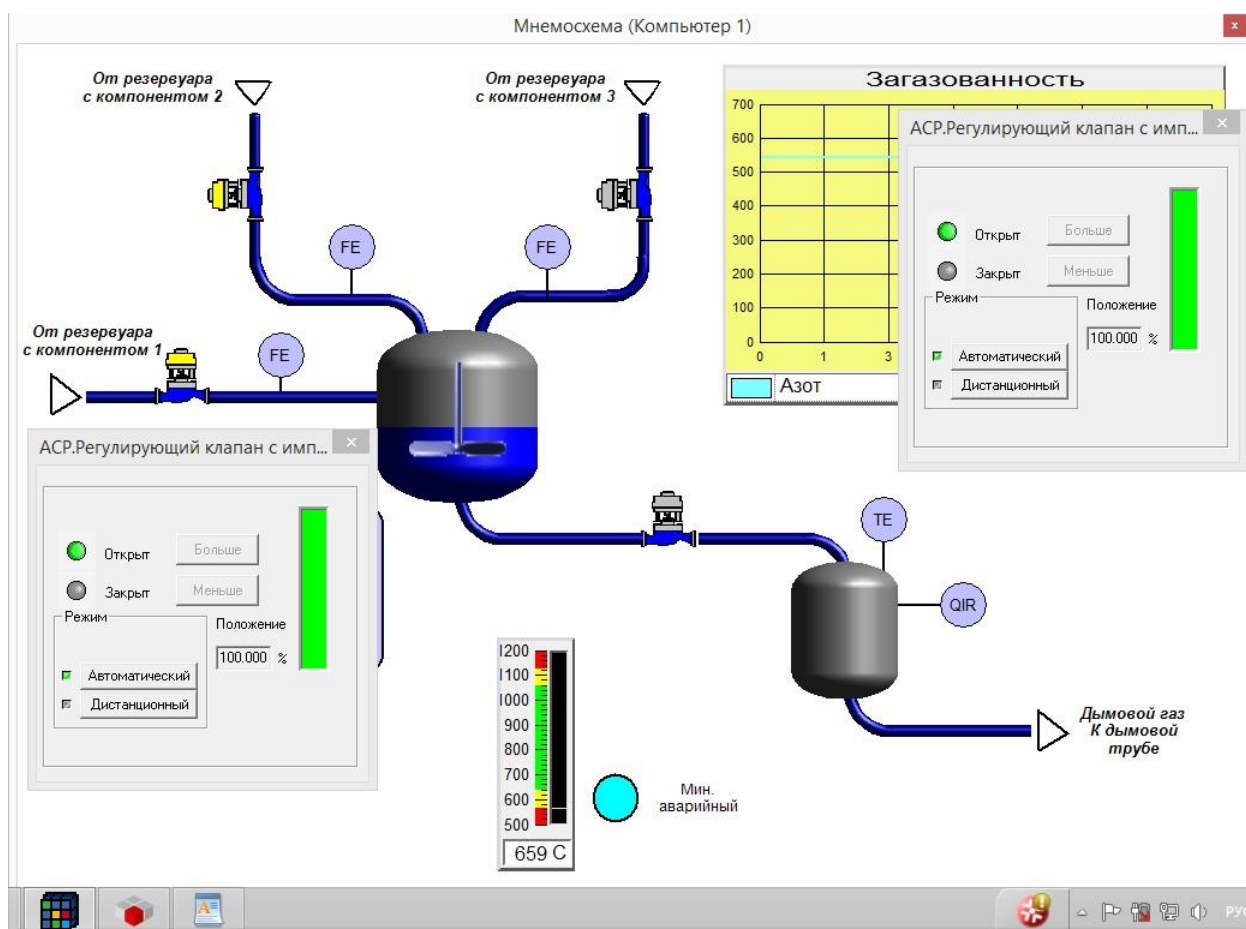 Мнемосхема (Компьютер 1)
x
От резервуара
с компонентом 2
От резервуара
с компонентом 3
Загазованность
700
600
500
400
300
200
100
0
0
1
3
Азот
АСР.Регулирующий клапан с имп...
Открыт
Больше
Закрыт
Меньше
Режим
Положение
100.000 %
Автоматический
Дистанционный
FE
FE
От резервуара
с компонентом 1
FE
АСР.Регулирующий клапан с имп...
Открыт
Больше
Закрыт
Меньше
Режим
Положение
100.000 %
Автоматический
Дистанционный
TE
QIR
1200
1100
1000
900
800
700
600
500
659 C
Мин.
аварийный
Дымовой газ
К дымовой
трубе
A
РУС